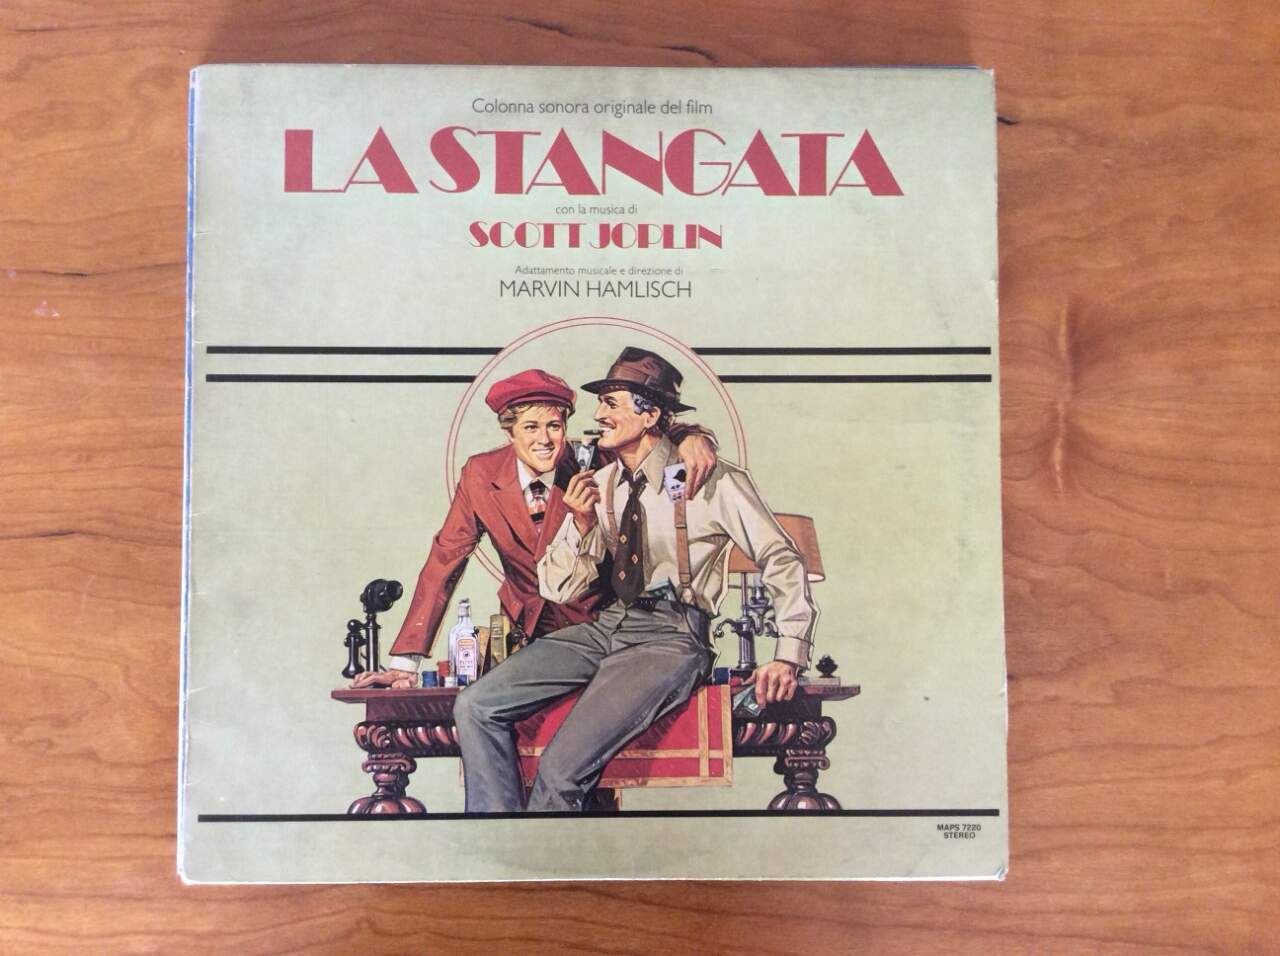 Colonna sonora originale del film
LA STANGATA
con la musica di
SCOTT JOPLIN
Adattamento musicale e direzione di
MARVIN HAMLISCH
MAPS 7220
STEREO